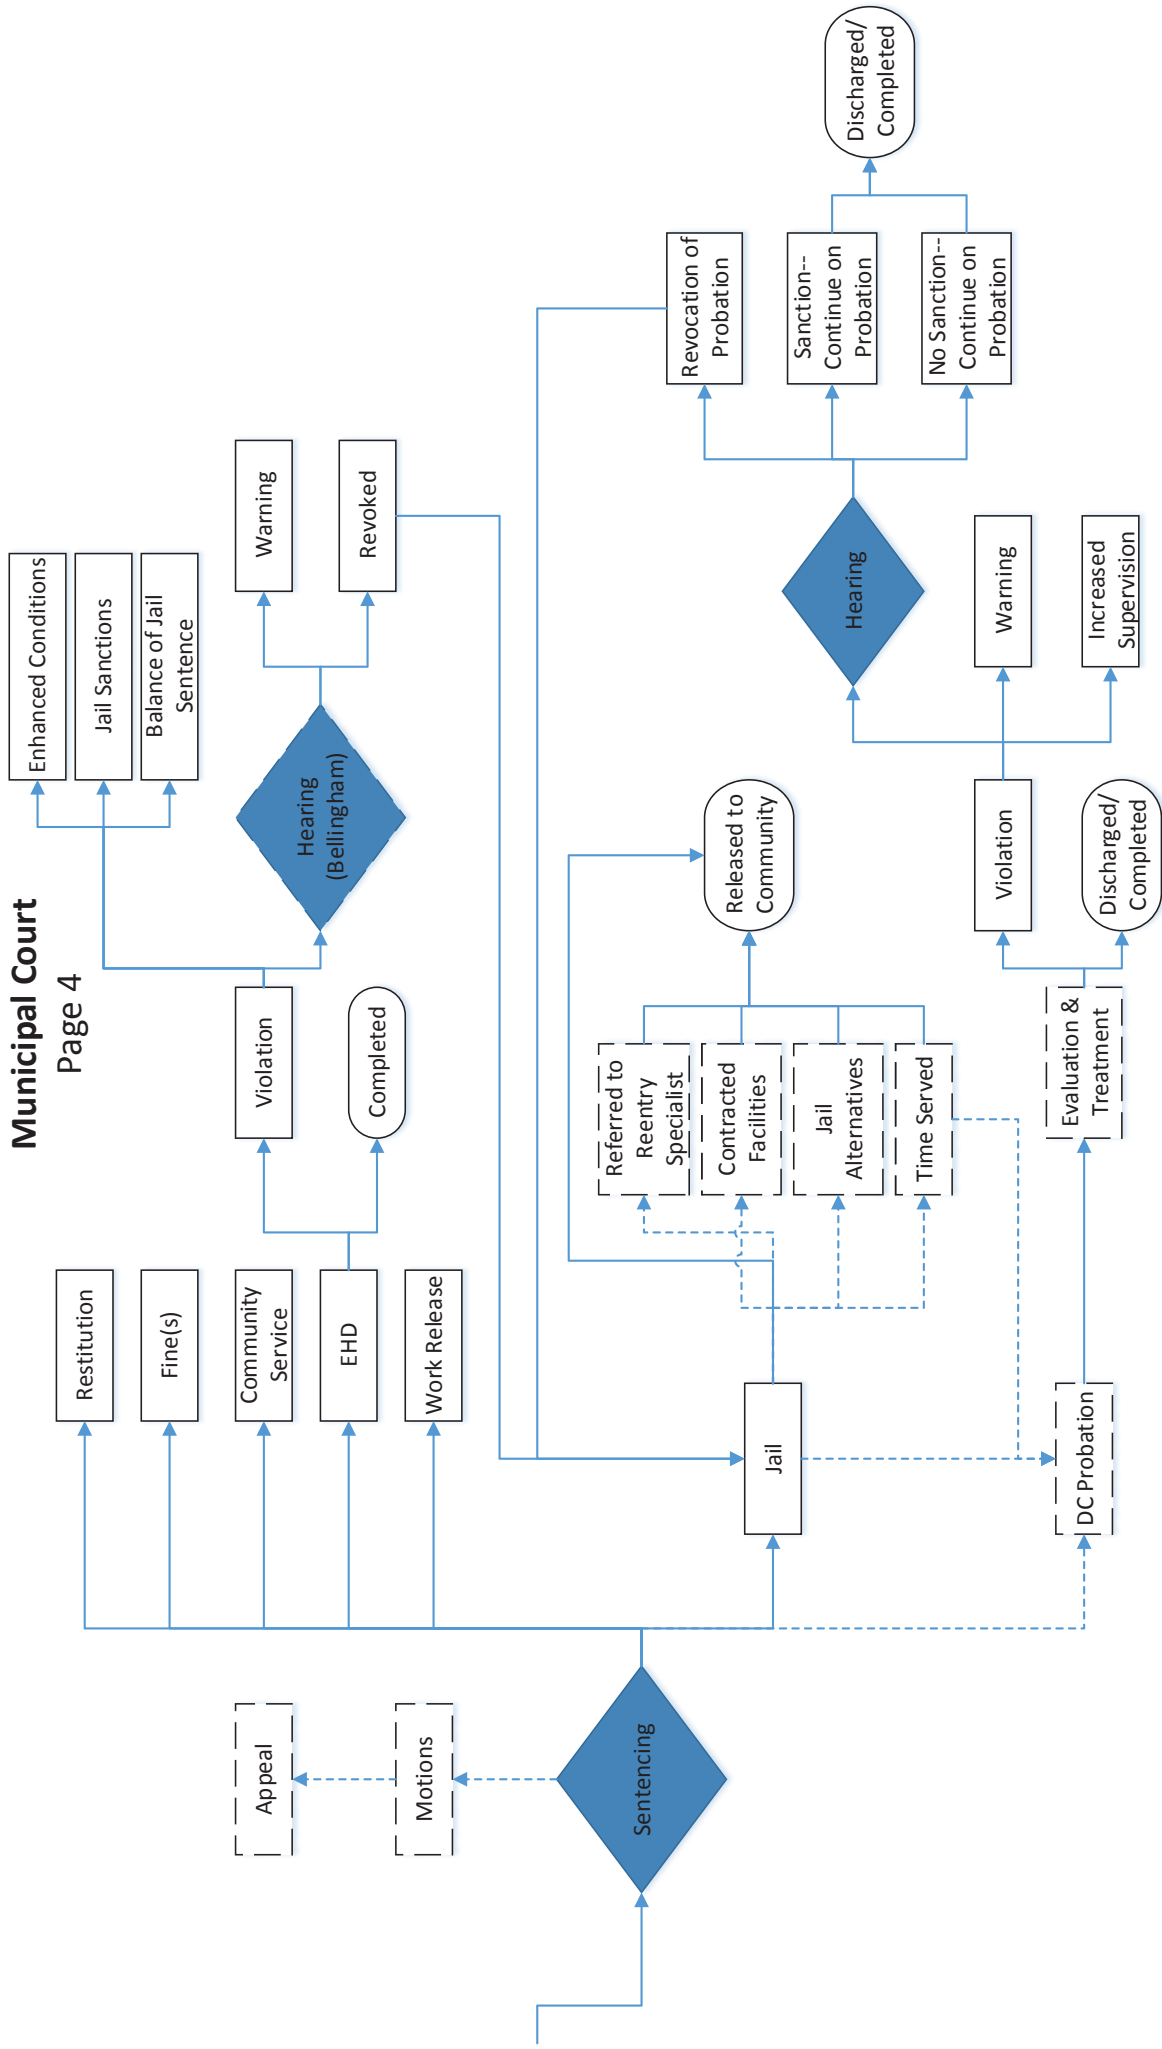 Municipal Court
Page 4
Appeal
Motions
Sentencing
Restitution
Fine(s)
Community
Service
EHD
Work Release
Jail
DC Probation
Violation
Completed
Enhanced Conditions
Jail Sanctions
Balance of Jail
Sentence
Hearing
(Bellingham)
Warning
Revoked
Referred to
Reentry
Specialist
Contracted
Facilities
Jail
Alternatives
Time Served
Released to
Community
Evaluation &
Treatment
Violation
Discharged/
Completed
Hearing
Warning
Increased
Supervision
Revocation of
Probation
Sanction--
Continue on
Probation
No Sanction--
Continue on
Probation
Discharged/
Completed